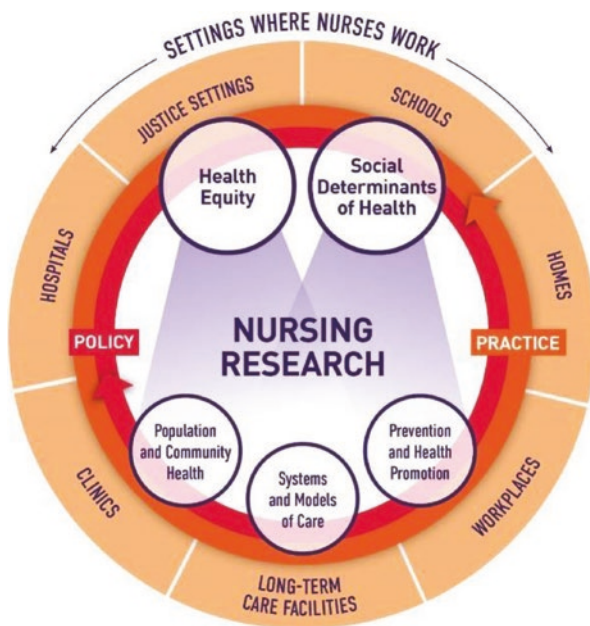 SETTINGS WHERE NURSES WORK
JUSTICE SETTINGS
SCHOOLS
HOSPITALS
HOMES
CLINICS
WORKPLACES
LONG-TERM
CARE FACILITIES
Health
Equity
Social
Determinants
of Health
POLICY
PRACTICE
NURSING
RESEARCH
Population
and Community
Health
Systems
and Models
of Care
Prevention
and Health
Promotion